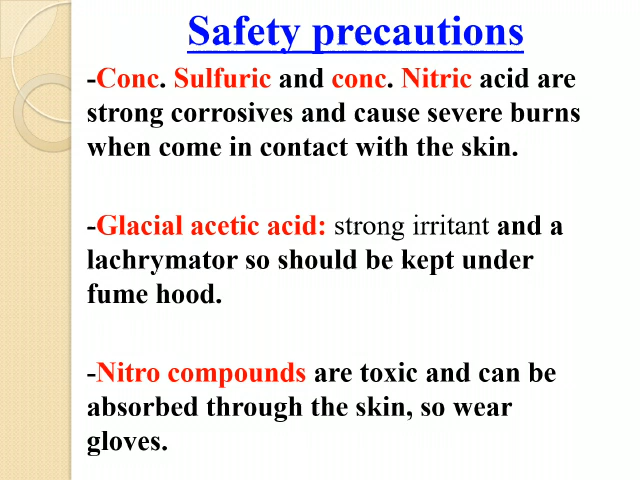 Safety precautions
-Conc. Sulfuric and conc. Nitric acid are
strong corrosives and cause severe burns
when come in contact with the skin.
-Glacial acetic acid: strong irritant and a
lachrymator so should be kept under
fume hood.
-Nitro compounds are toxic and can be
absorbed through the skin, so wear
gloves.